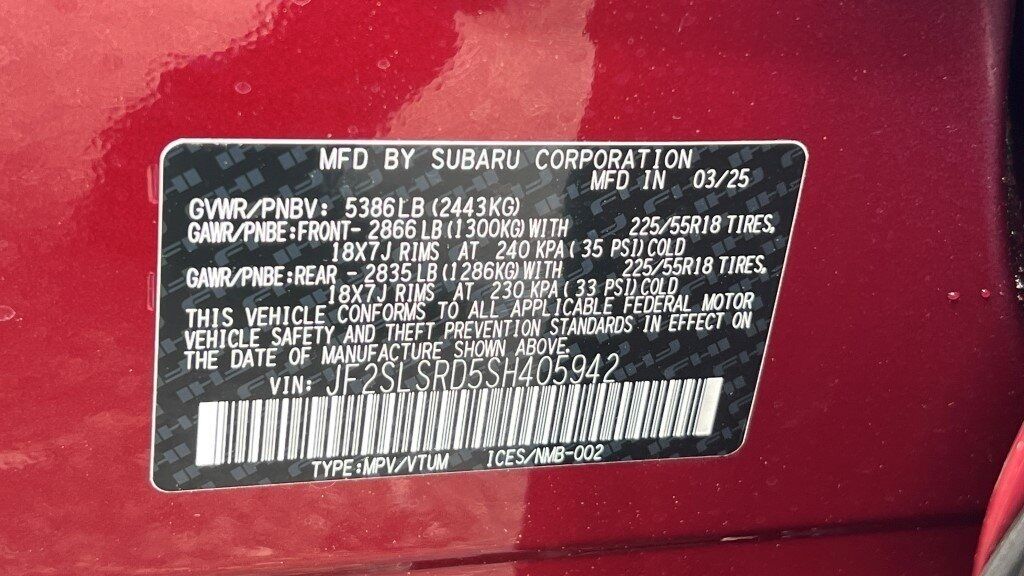 MFD BY SUBARU CORPORATION
MFD IN 03/25
GVWR/PNBV: 5386LB (2443KG)
GAWR/PNBE:FRONT- 2866 LB (1300KG) WITH 225/55R18 TIRES,
18X7J RIMS AT 240 KPA ( 35 PSI) COLD
GAWR/PNBE:REAR - 2835 LB (1286KG) WITH 225/55R18 TIRES,
18X7J RIMS AT 230 KPA ( 33 PSI) COLD
THIS VEHICLE CONFORMS TO ALL APPLICABLE FEDERAL MOTOR
VEHICLE SAFETY AND THEFT PREVENTION STANDARDS IN EFFECT ON
THE DATE OF MANUFACTURE SHOWN ABOVE.
VIN: JF2SLSRD5SH405942
TYPE:MPV/VTUM ICES/NMB-002